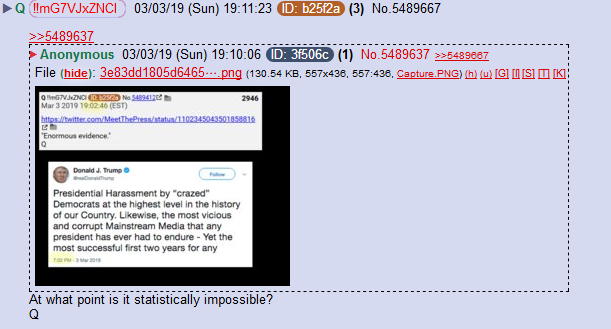 Q !!mG7VJxZNCI 03/03/19 (Sun) 19:11:23 ID: b25f2a (3) No.5489667
>>5489637
Anonymous 03/03/19 (Sun) 19:10:06 ID: 3f506c (1) No.5489637 >>5489667
File (hide): 3e83dd1805d6465⋯.png (130.54 KB, 557x436, 557:436, Capture.PNG) (h) (u) [G] [I] [S] [T] [K]
Q !!mG7VJxZNCI ID: b25f2a No.5489412 2946
Mar 3 2019 19:02:46 (EST)
https://twitter.com/MeetThePress/status/1102345043501858816
"Enormous evidence."
Q
Donald J. Trump
@realDonaldTrump
Follow
Presidential Harassment by “crazed”
Democrats at the highest level in the history
of our Country. Likewise, the most vicious
and corrupt Mainstream Media that any
president has ever had to endure - Yet the
most successful first two years for any
7:02 PM - 3 Mar 2019
At what point is it statistically impossible?
Q